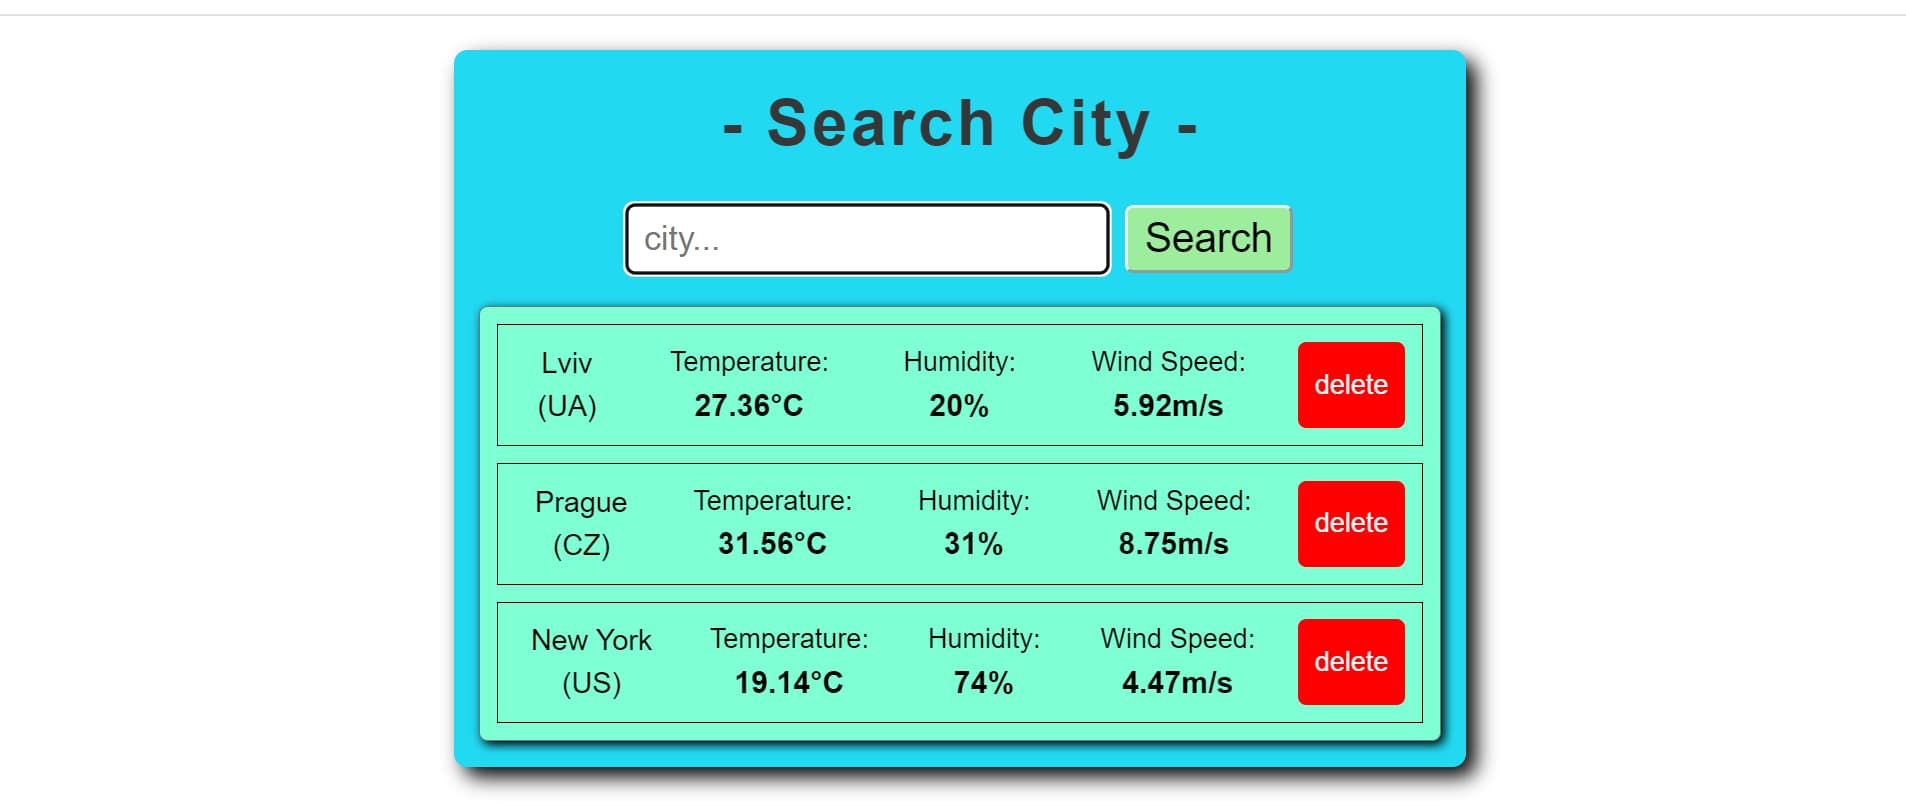 - Search City -
city...
Search
Lviv
(UA)
Temperature:
27.36°C
Humidity:
20%
Wind Speed:
5.92m/s
delete
Prague
(CZ)
Temperature:
31.56°C
Humidity:
31%
Wind Speed:
8.75m/s
delete
New York
(US)
Temperature:
19.14°C
Humidity:
74%
Wind Speed:
4.47m/s
delete